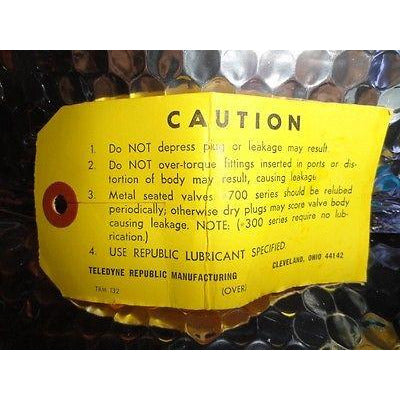 CAUTION
1. Do NOT depress plug or leakage may result.
2. Do NOT over-torque fittings inserted in ports or dis-
tortion of body may result, causing leakage.
3. Metal seated valves -700 series should be relubed
periodically; otherwise dry plugs may score valve body
causing leakage. NOTE: (-300 series require no lub-
rication.)
4. USE REPUBLIC LUBRICANT SPECIFIED.
TELEDYNE REPUBLIC MANUFACTURING CLEVELAND, OHIO 44142
TRM 132 (OVER)